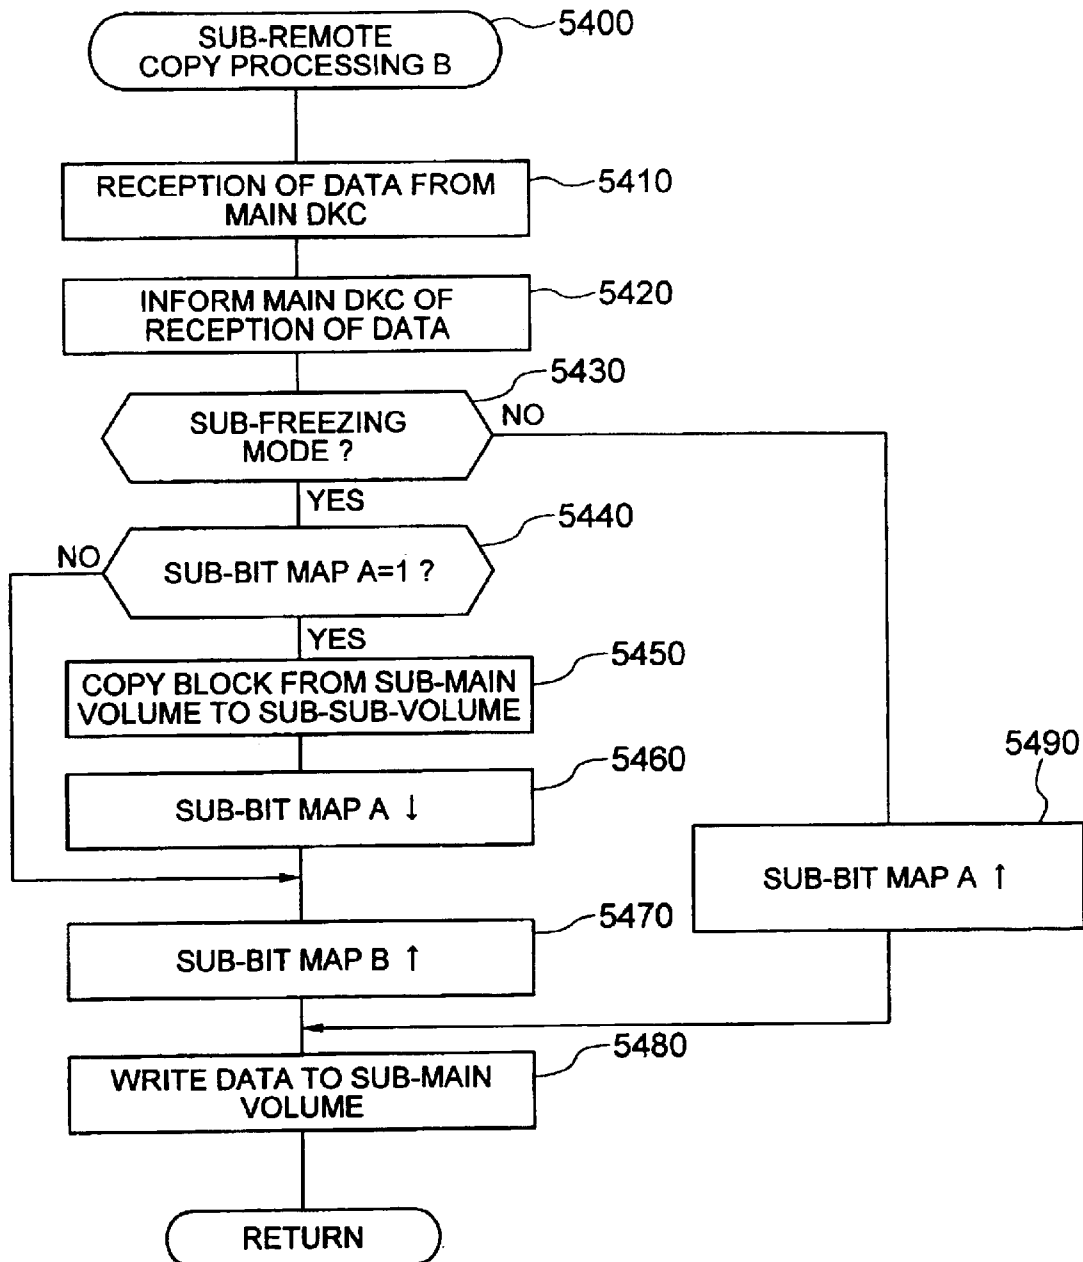 SUB-REMOTE
COPY PROCESSING B
5400
RECEPTION OF DATA FROM
MAIN DKC
5410
INFORM MAIN DKC OF
RECEPTION OF DATA
5420
SUB-FREEZING
MODE ?
5430
NO
YES
SUB-BIT MAP A=1 ?
5440
NO
YES
COPY BLOCK FROM SUB-MAIN
VOLUME TO SUB-SUB-VOLUME
5450
SUB-BIT MAP A ↓
5460
SUB-BIT MAP A ↑
5490
SUB-BIT MAP B ↑
5470
WRITE DATA TO SUB-MAIN
VOLUME
5480
RETURN